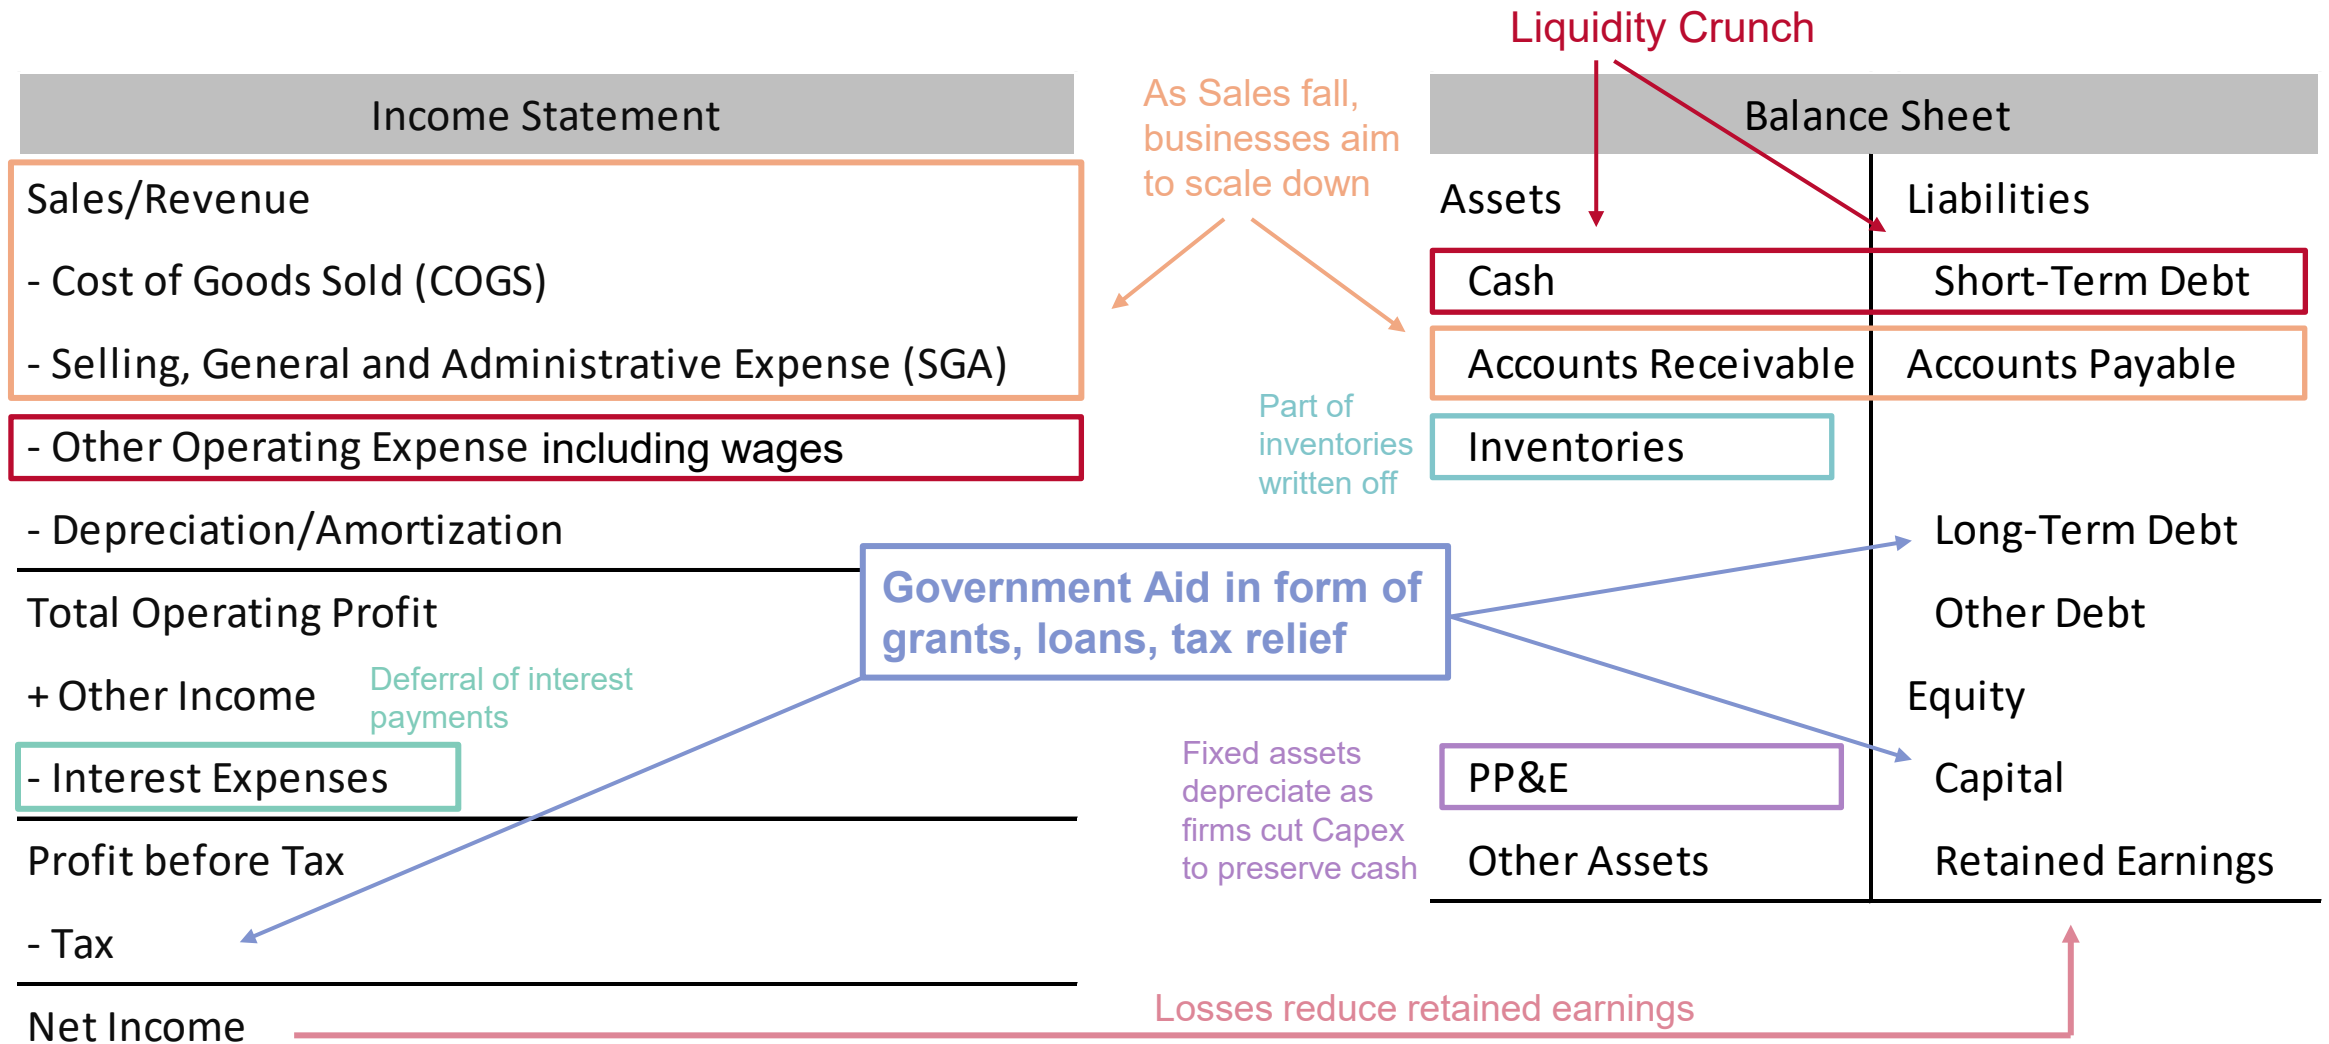 Liquidity Crunch
As Sales fall,
businesses aim
to scale down
Income Statement
Sales/Revenue
- Cost of Goods Sold (COGS)
- Selling, General and Administrative Expense (SGA)
- Other Operating Expense including wages
- Depreciation/Amortization
Total Operating Profit
+ Other Income
Deferral of interest
payments
- Interest Expenses
Profit before Tax
- Tax
Net Income
Government Aid in form of
grants, loans, tax relief
Balance Sheet
Assets
Liabilities
Cash
Short-Term Debt
Accounts Receivable
Accounts Payable
Part of
inventories
written off
Inventories
Long-Term Debt
Other Debt
Equity
Fixed assets
depreciate as
firms cut Capex
to preserve cash
PP&E
Capital
Other Assets
Retained Earnings
Losses reduce retained earnings